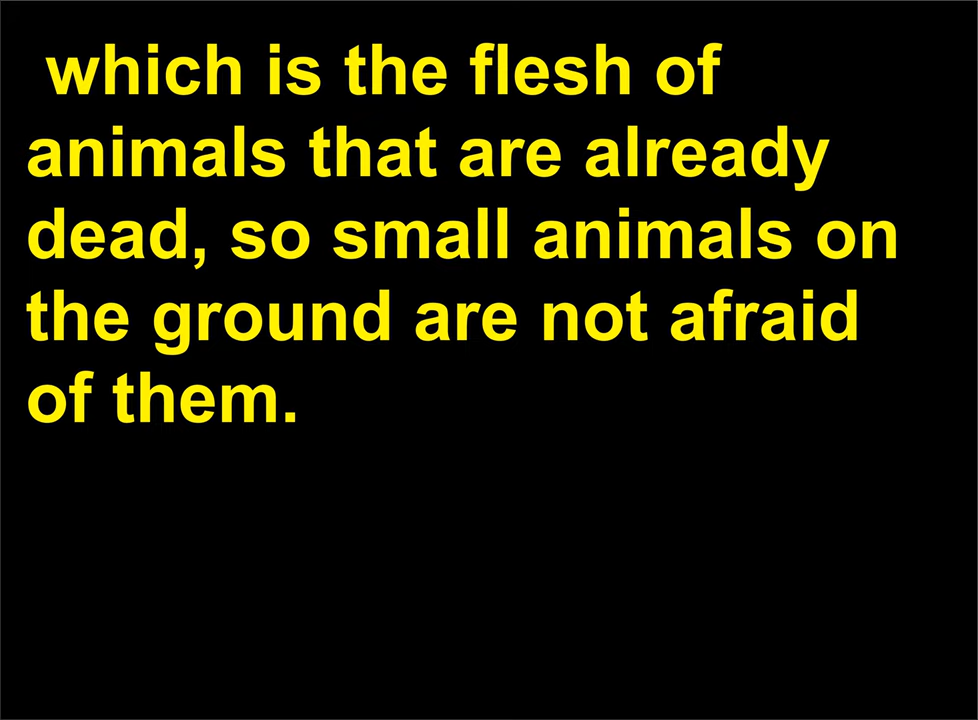 which is the flesh of
animals that are already
dead, so small animals on
the ground are not afraid
of them.